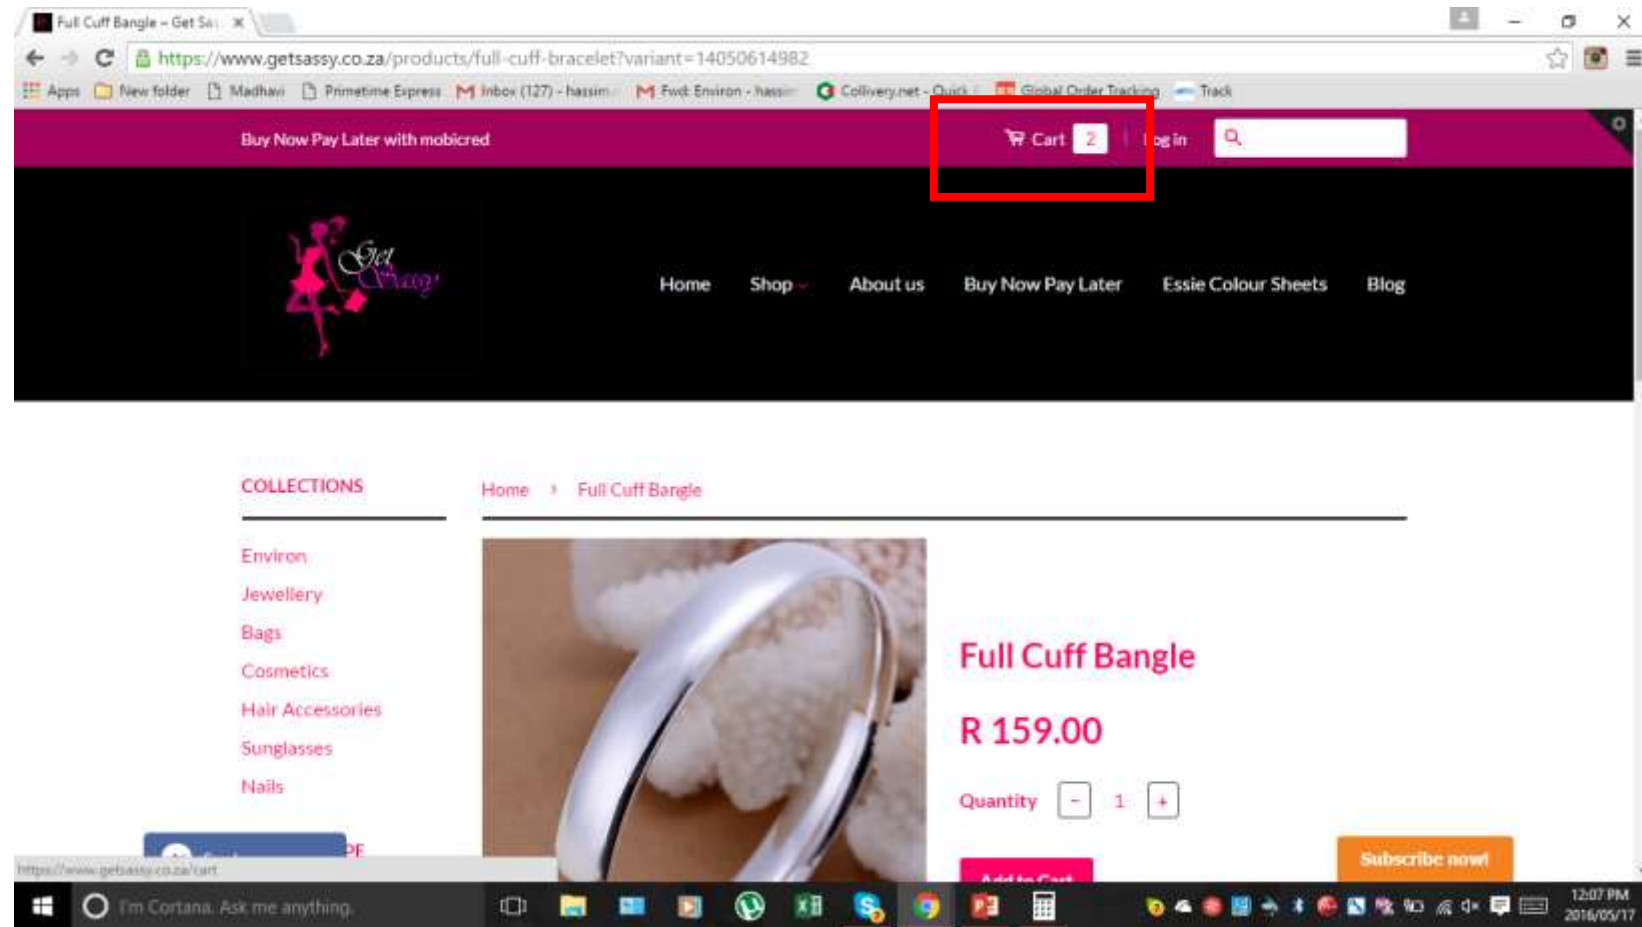 Full Cuff Bangle – Get Sa
https://www.getsassy.co.za/products/full-cuff-bracelet?variant=14050614982
Apps New folder Madhavi Primetime Express Inbox (127) - hassim Fwd: Environ - hassim Collivery.net - Quick Global Order Tracking Track
Buy Now Pay Later with mobicred
Cart 2 Log in
Get
Sassy
Home Shop About us Buy Now Pay Later Essie Colour Sheets Blog
COLLECTIONS
Home › Full Cuff Bangle
Environ
Jewellery
Bags
Cosmetics
Hair Accessories
Sunglasses
Nails
Full Cuff Bangle
R 159.00
Quantity - 1 +
Add to Cart
Subscribe now!
https://www.getsassy.co.za/cart
I'm Cortana. Ask me anything.
12:07 PM
2016/05/17